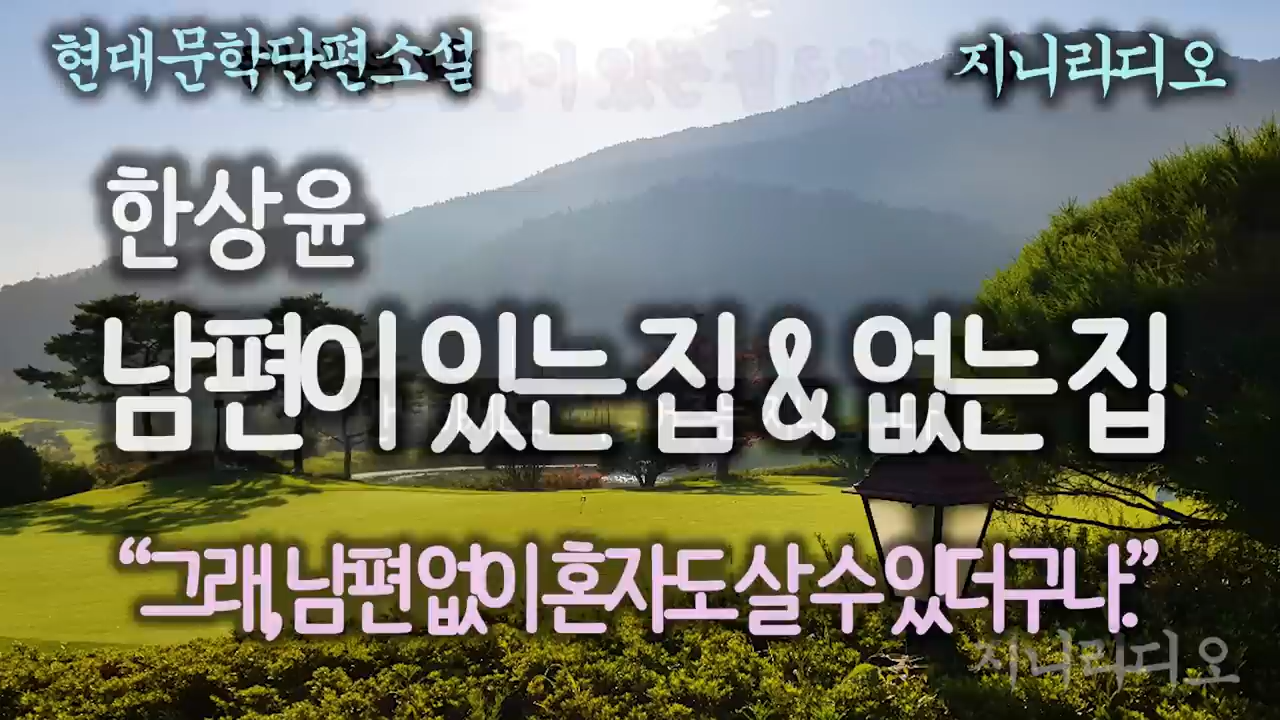 현대문학단편소설 지니라디오
한상윤
남편이 있는 집 & 없는 집
“그래, 남편 없이 혼자도 살 수 있더구나.”
지니라디오